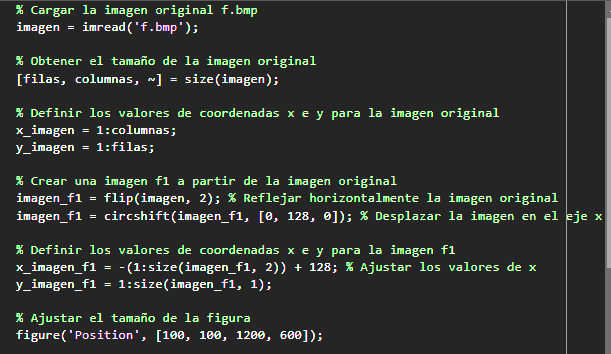 % Cargar la imagen original f.bmp
imagen = imread('f.bmp');
% Obtener el tamaño de la imagen original
[filas, columnas, ~] = size(imagen);
% Definir los valores de coordenadas x e y para la imagen original
x_imagen = 1:columnas;
y_imagen = 1:filas;
% Crear una imagen f1 a partir de la imagen original
imagen_f1 = flip(imagen, 2); % Reflejar horizontalmente la imagen original
imagen_f1 = circshift(imagen_f1, [0, 128, 0]); % Desplazar la imagen en el eje x
% Definir los valores de coordenadas x e y para la imagen f1
x_imagen_f1 = -(1:size(imagen_f1, 2)) + 128; % Ajustar los valores de x
y_imagen_f1 = 1:size(imagen_f1, 1);
% Ajustar el tamaño de la figura
figure('Position', [100, 100, 1200, 600]);